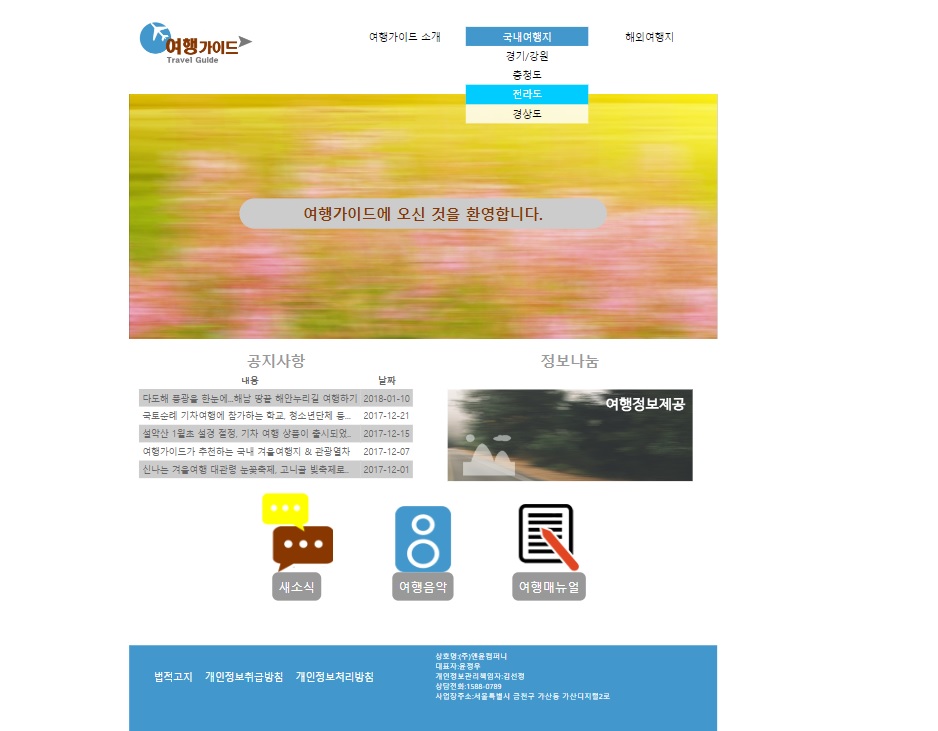 여행가이드
Travel Guide
여행가이드 소개
국내여행지
해외여행지
경기/강원
충청도
전라도
경상도
여행가이드에 오신 것을 환영합니다.
공지사항
내용 날짜
다도해 풍광을 한눈에...해남 땅끝 해안누리길 여행하기 2018-01-10
국토순례 기차여행에 참가하는 학교, 청소년단체 등... 2017-12-21
설악산 1월초 설경 절정, 기차 여행 상품이 출시되었.. 2017-12-15
여행가이드가 추천하는 국내 겨울여행지 & 관광열차 2017-12-07
신나는 겨울여행 대관령 눈꽃축제, 고니골 빛축제로.. 2017-12-01
정보나눔
여행정보제공
새소식
여행음악
여행매뉴얼
법적고지 개인정보취급방침 개인정보처리방침
상호명:(주)앤윤컴퍼니
대표자:윤정우
개인정보관리책임자:김선정
상담전화:1588-0789
사업장주소:서울특별시 금천구 가산동 가산디지털2로